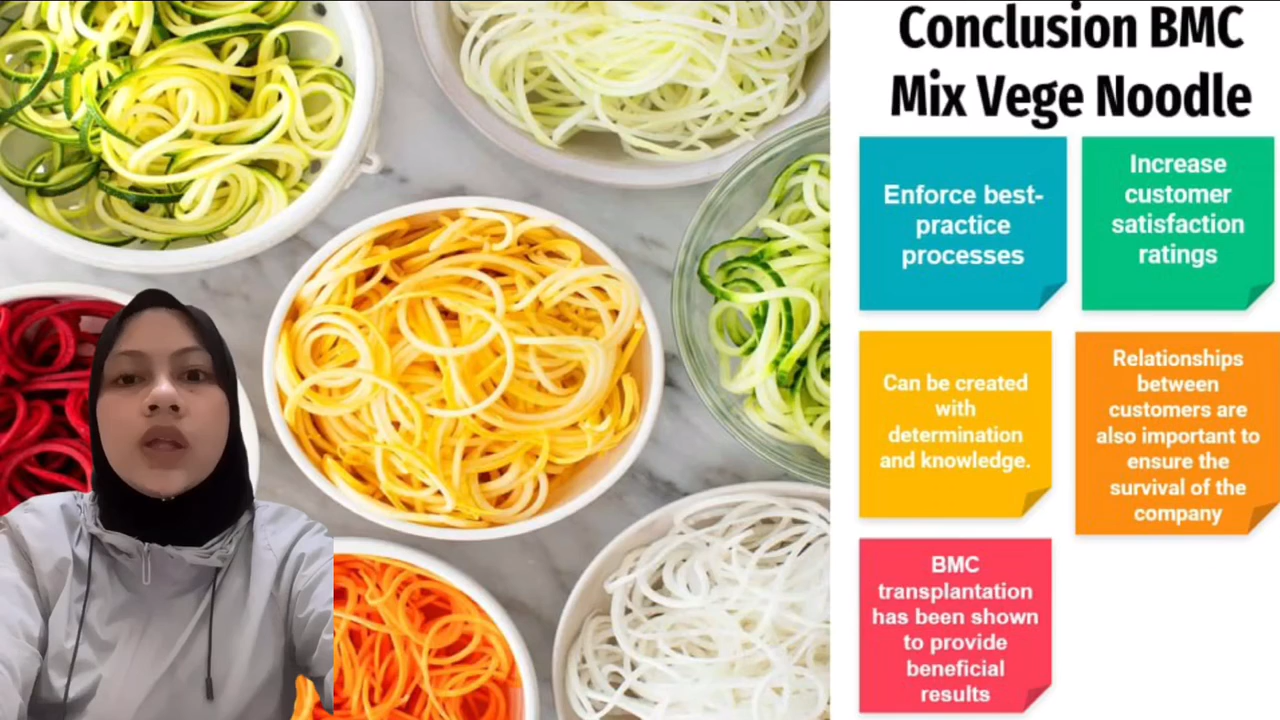 Conclusion BMC
Mix Vege Noodle
Enforce best-
practice
processes
Increase
customer
satisfaction
ratings
Can be created
with
determination
and knowledge.
Relationships
between
customers are
also important to
ensure the
survival of the
company
BMC
transplantation
has been shown
to provide
beneficial
results